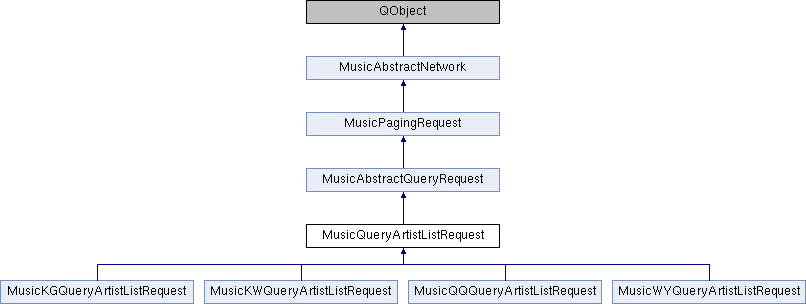 QObject
MusicAbstractNetwork
MusicPagingRequest
MusicAbstractQueryRequest
MusicQueryArtistListRequest
MusicKGQueryArtistListRequest
MusicKWQueryArtistListRequest
MusicQQQueryArtistListRequest
MusicWYQueryArtistListRequest